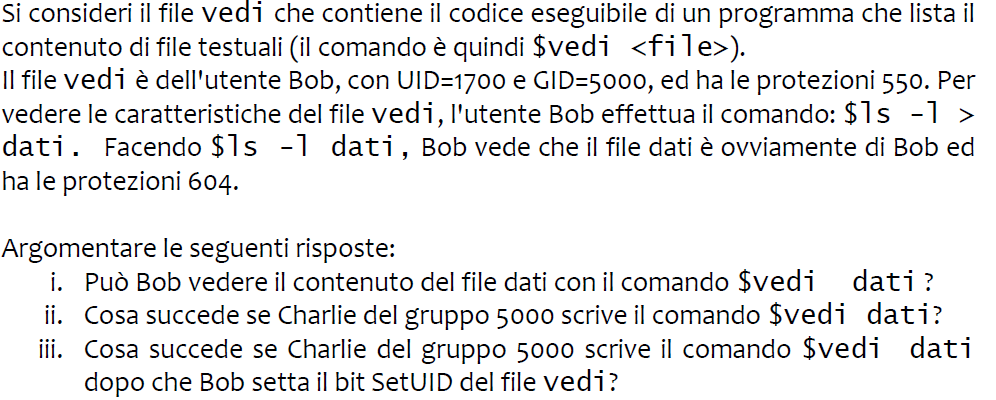 Si consideri il file vedi che contiene il codice eseguibile di un programma che lista il
contenuto di file testuali (il comando è quindi $vedi <file>).
Il file vedi è dell'utente Bob, con UID=1700 e GID=5000, ed ha le protezioni 550. Per
vedere le caratteristiche del file vedi, l'utente Bob effettua il comando: $ls -l >
dati. Facendo $ls -l dati, Bob vede che il file dati è ovviamente di Bob ed
ha le protezioni 604.
Argomentare le seguenti risposte:
i. Può Bob vedere il contenuto del file dati con il comando $vedi dati?
ii. Cosa succede se Charlie del gruppo 5000 scrive il comando $vedi dati?
iii. Cosa succede se Charlie del gruppo 5000 scrive il comando $vedi dati
dopo che Bob setta il bit SetUID del file vedi?